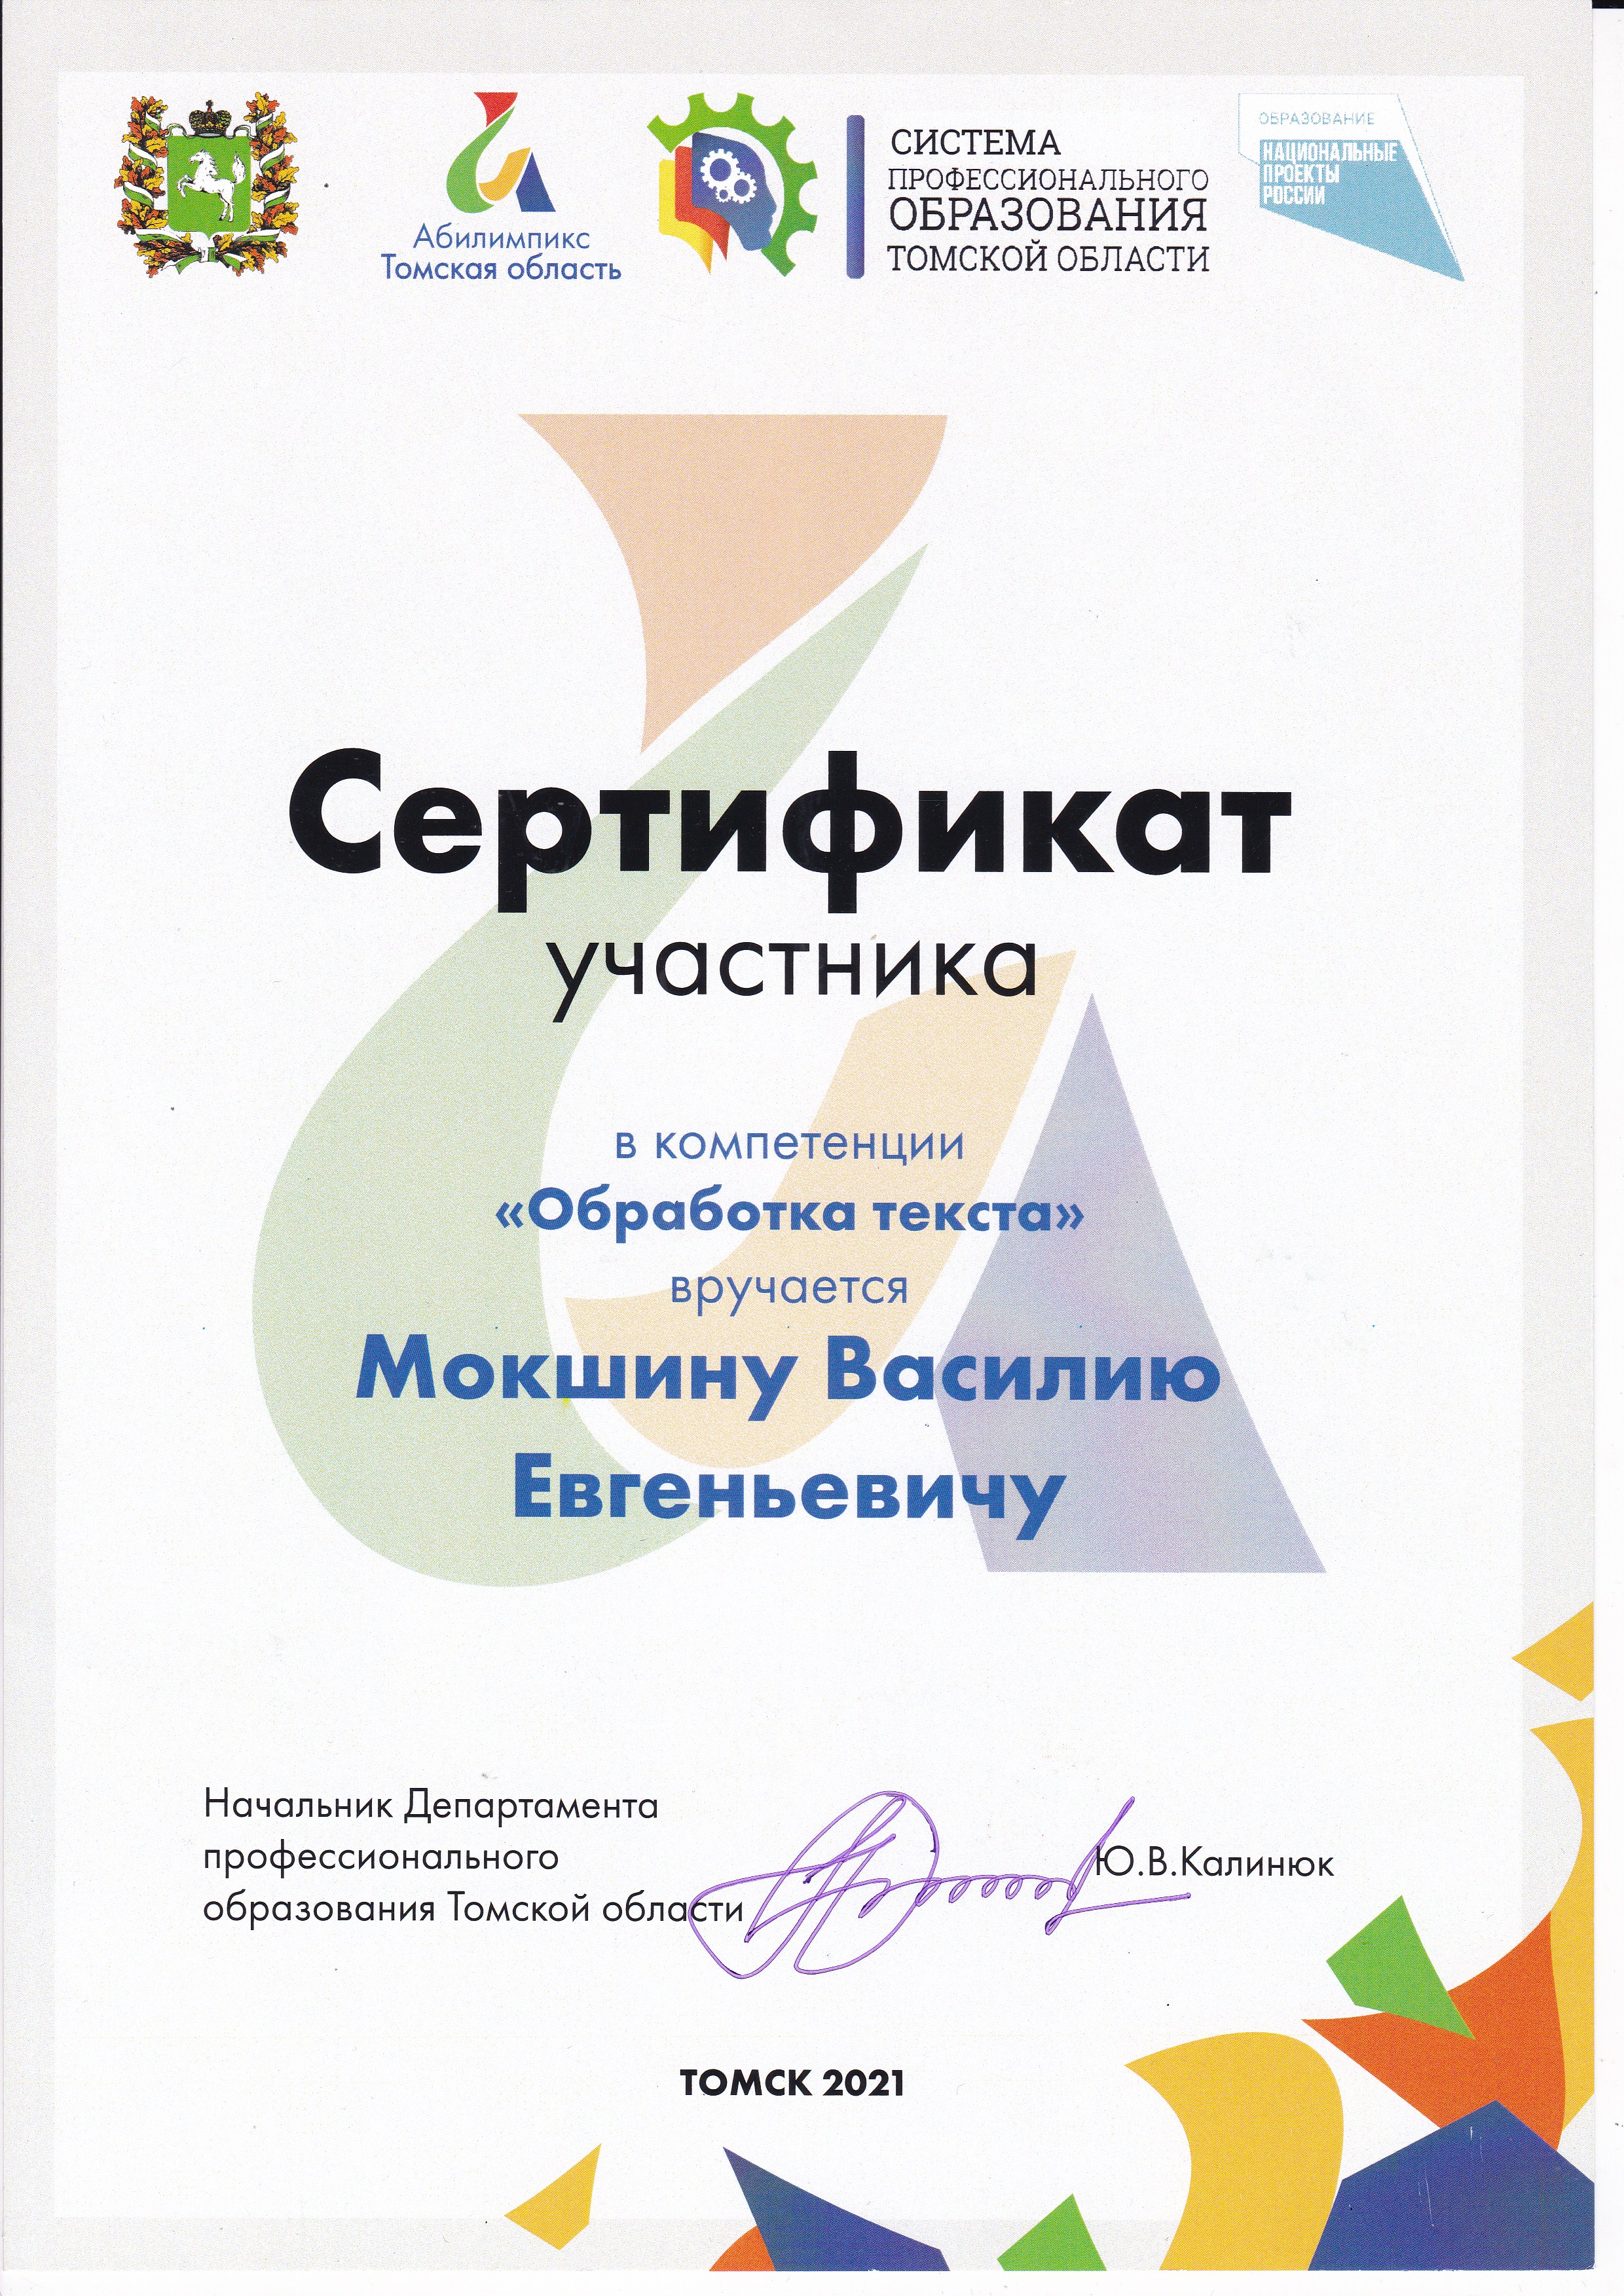 Абилимпикс
Томская область
СИСТЕМА
ПРОФЕССИОНАЛЬНОГО
ОБРАЗОВАНИЯ
ТОМСКОЙ ОБЛАСТИ
ОБРАЗОВАНИЕ
НАЦИОНАЛЬНЫЕ
ПРОЕКТЫ
РОССИИ
Сертификат
участника
в компетенции
«Обработка текста»
вручается
Мокшину Василию
Евгеньевичу
Начальник Департамента
профессионального
образования Томской области
Ю.В.Калинюк
ТОМСК 2021